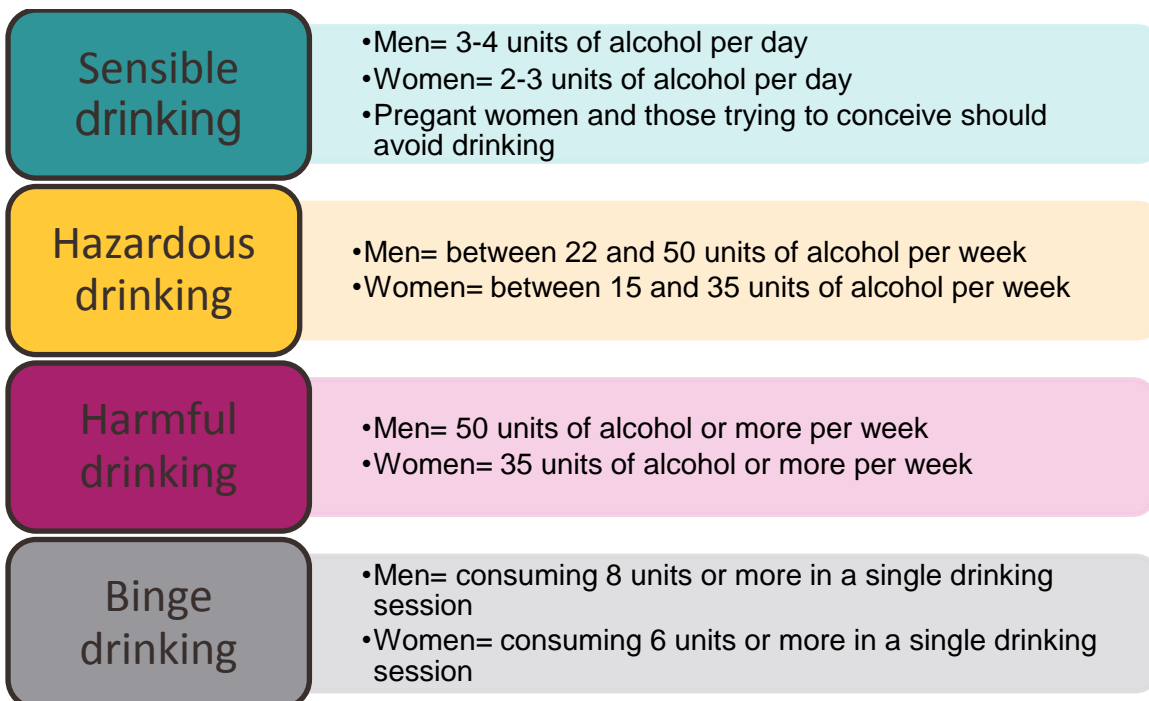 Sensible
drinking
•Men= 3-4 units of alcohol per day
•Women= 2-3 units of alcohol per day
•Pregant women and those trying to conceive should
avoid drinking
Hazardous
drinking
•Men= between 22 and 50 units of alcohol per week
•Women= between 15 and 35 units of alcohol per week
Harmful
drinking
•Men= 50 units of alcohol or more per week
•Women= 35 units of alcohol or more per week
Binge
drinking
•Men= consuming 8 units or more in a single drinking
session
•Women= consuming 6 units or more in a single drinking
session